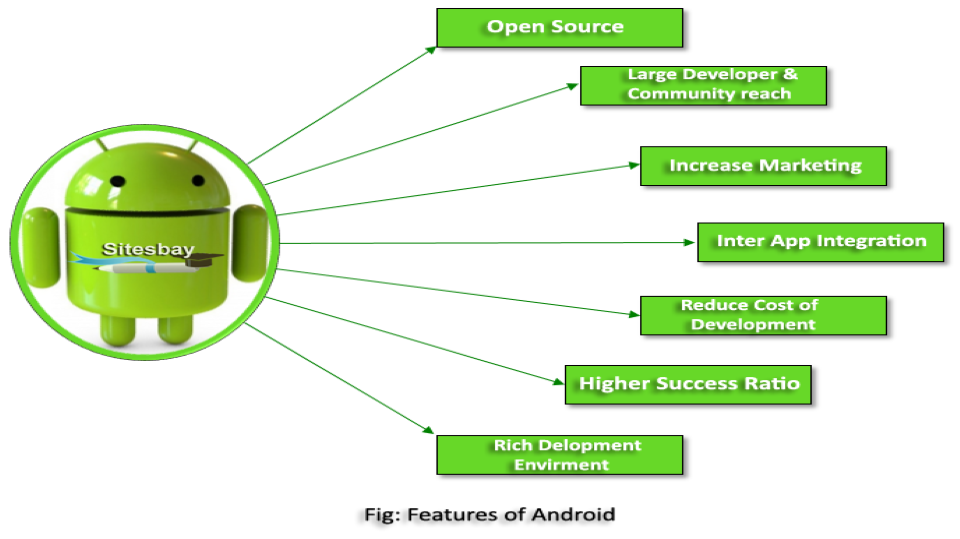 Open Source
Large Developer &
Community reach
Increase Marketing
Sitesbay
Inter App Integration
Reduce Cost of
Development
Higher Success Ratio
Rich Delopment
Envirment
Fig: Features of Android